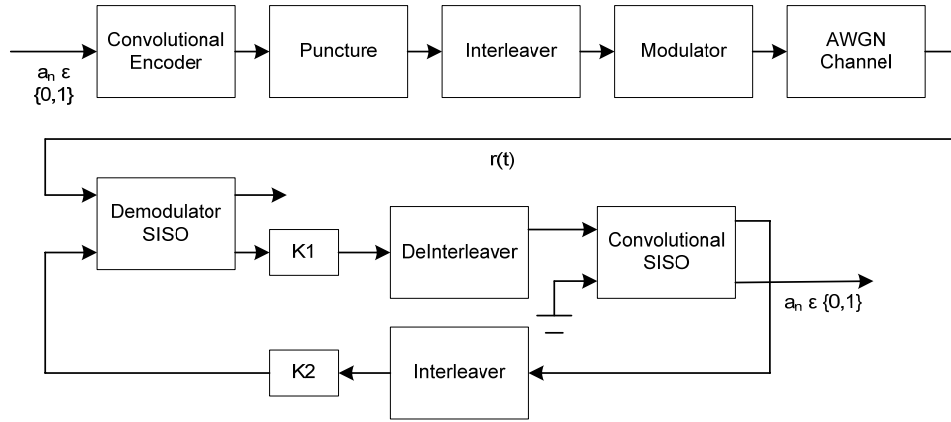 Convolutional
Encoder
Puncture
Interleaver
Modulator
AWGN
Channel
aₙ ε
{0,1}
r(t)
Demodulator
SISO
K1
DeInterleaver
Convolutional
SISO
aₙ ε {0,1}
K2
Interleaver